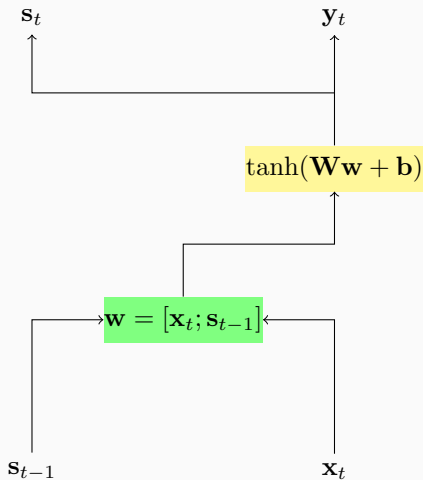 s_t y_t
tanh(Ww + b)
w = [x_t; s_{t−1}]
s_{t−1} x_t